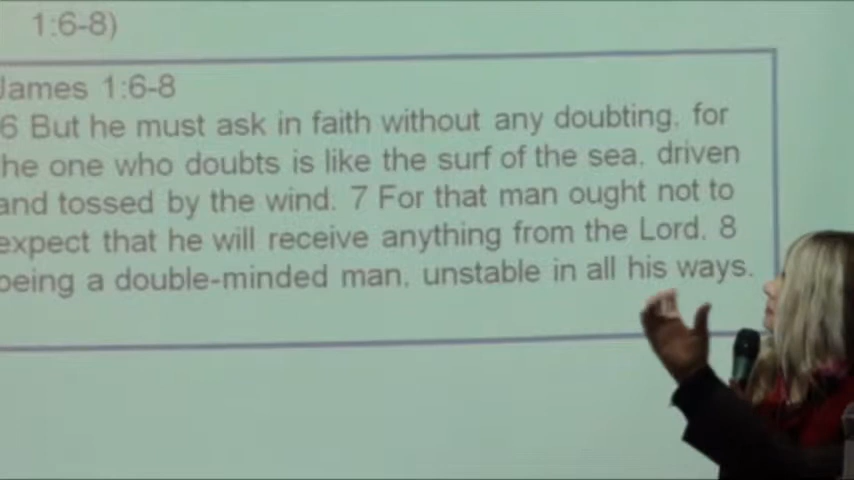 1:6-8)
James 1:6-8
6 But he must ask in faith without any doubting, for
he one who doubts is like the surf of the sea, driven
and tossed by the wind. 7 For that man ought not to
expect that he will receive anything from the Lord. 8
being a double-minded man, unstable in all his ways.